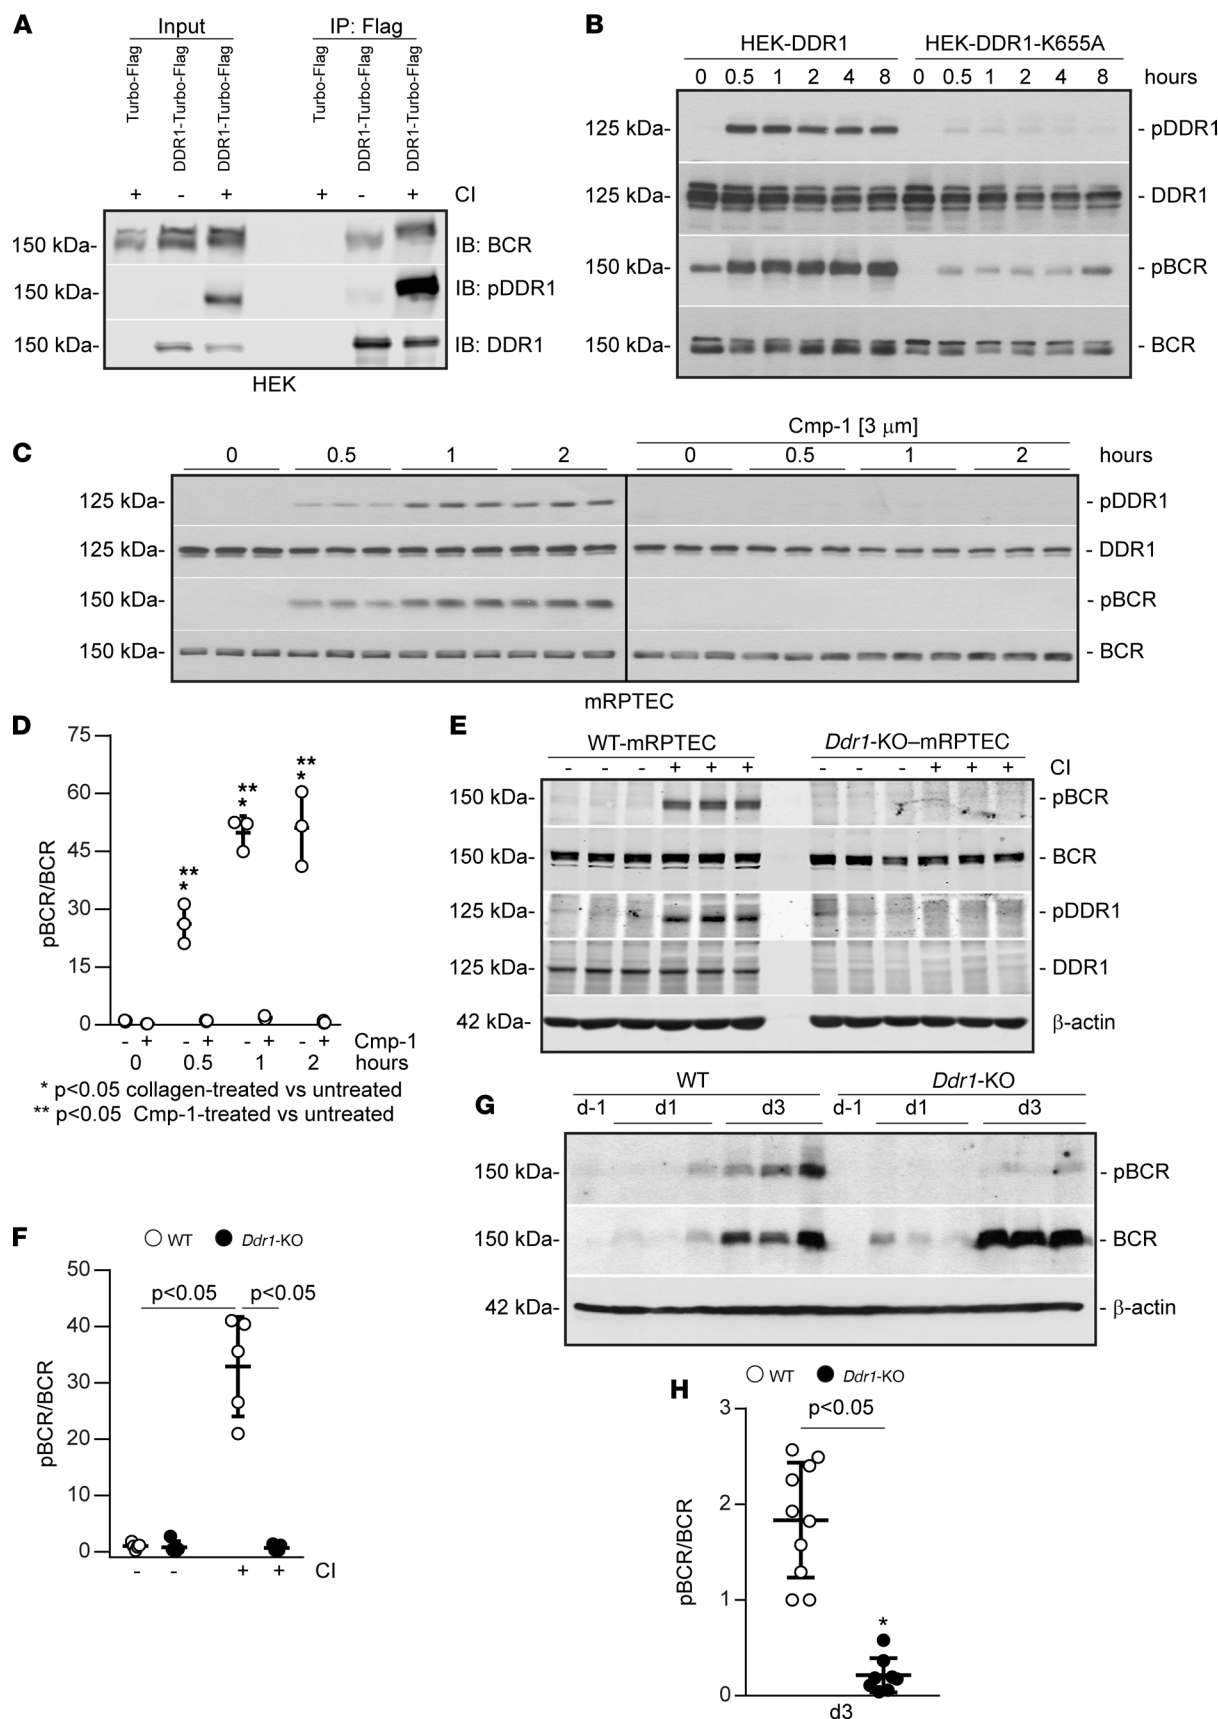 A
Input
IP: Flag
Turbo-Flag
DDR1-Turbo-Flag
DDR1-Turbo-Flag
Turbo-Flag
DDR1-Turbo-Flag
DDR1-Turbo-Flag
+ - + + - + CI
150 kDa- IB: BCR
150 kDa- IB: pDDR1
150 kDa- IB: DDR1
HEK
B
HEK-DDR1 HEK-DDR1-K655A
0 0.5 1 2 4 8 0 0.5 1 2 4 8 hours
125 kDa- - pDDR1
125 kDa- - DDR1
150 kDa- - pBCR
150 kDa- - BCR
C
Cmp-1 [3 μm]
0 0.5 1 2 0 0.5 1 2 hours
125 kDa- - pDDR1
125 kDa- - DDR1
150 kDa- - pBCR
150 kDa- - BCR
mRPTEC
D
pBCR/BCR
75
60
45
30
15
0
**
*
**
*
**
*
- + - + - + - + Cmp-1
0 0.5 1 2 hours
* p<0.05 collagen-treated vs untreated
** p<0.05 Cmp-1-treated vs untreated
E
WT-mRPTEC Ddr1-KO–mRPTEC
- - - + + + - - - + + + CI
150 kDa- - pBCR
150 kDa- - BCR
125 kDa- - pDDR1
125 kDa- - DDR1
42 kDa- β-actin
F
WT Ddr1-KO
pBCR/BCR
50
40
30
20
10
0
p<0.05 p<0.05
- - + + CI
G
WT Ddr1-KO
d-1 d1 d3 d-1 d1 d3
150 kDa- - pBCR
150 kDa- - BCR
42 kDa- - β-actin
H
WT Ddr1-KO
pBCR/BCR
3
2
1
0
p<0.05
*
d3